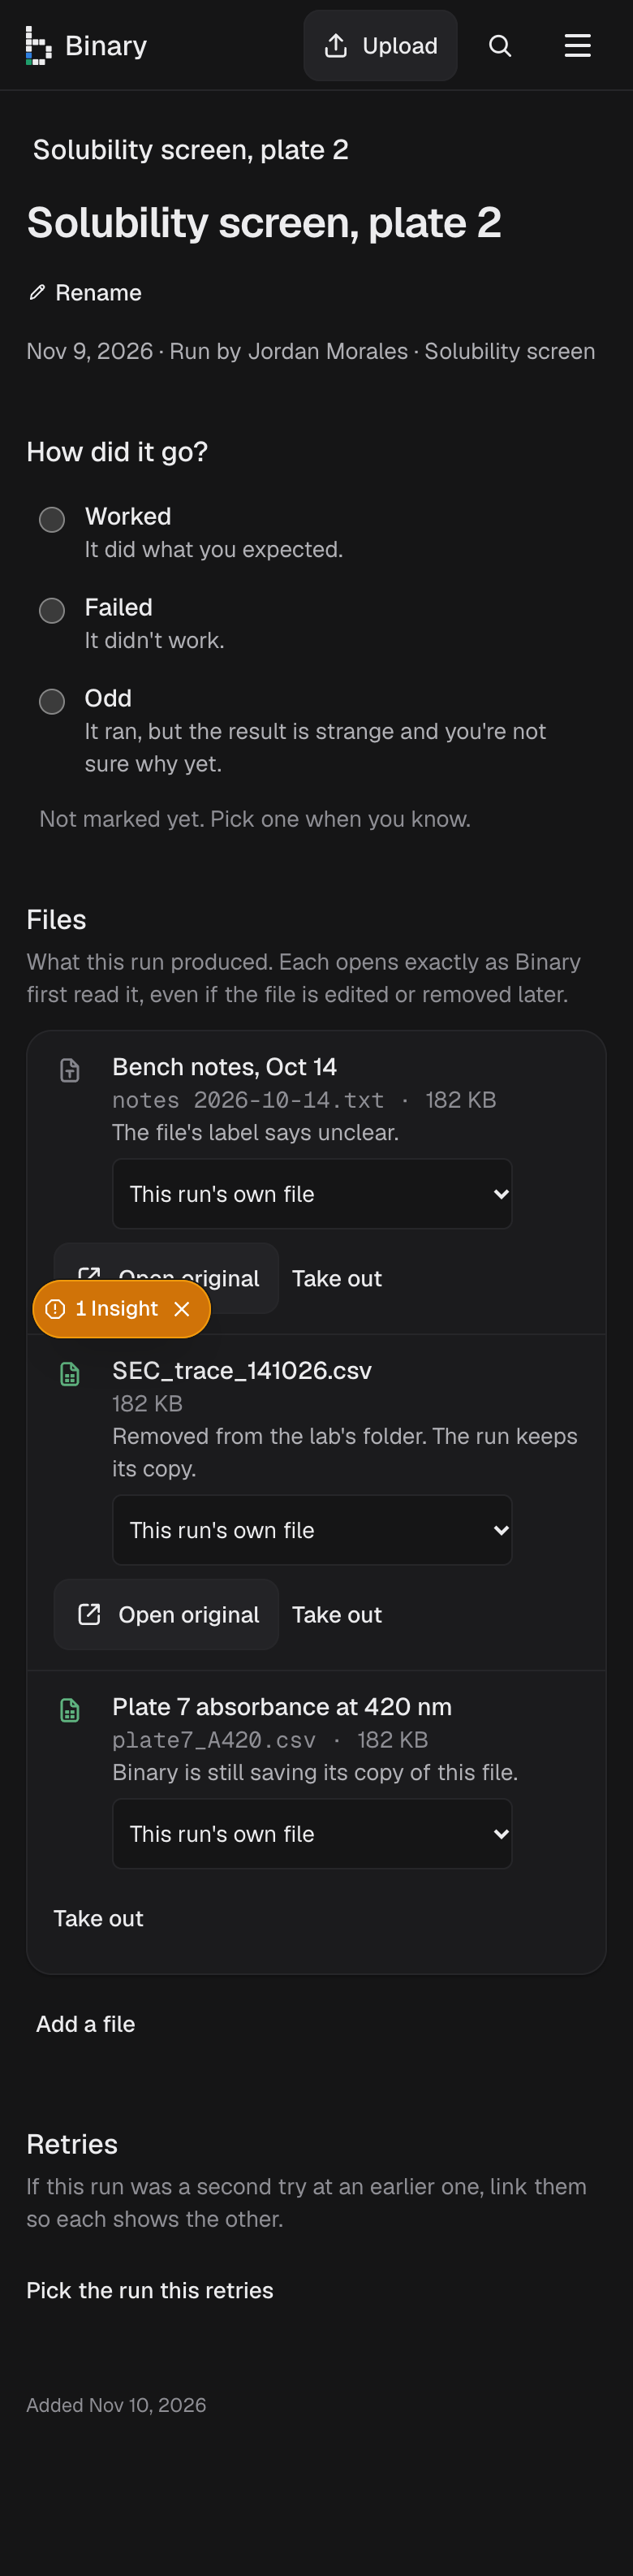 Binary
Upload
Solubility screen, plate 2
Solubility screen, plate 2
Rename
Nov 9, 2026 · Run by Jordan Morales · Solubility screen
How did it go?
Worked
It did what you expected.
Failed
It didn't work.
Odd
It ran, but the result is strange and you're not
sure why yet.
Not marked yet. Pick one when you know.
Files
What this run produced. Each opens exactly as Binary
first read it, even if the file is edited or removed later.
Bench notes, Oct 14
notes 2026-10-14.txt · 182 KB
The file's label says unclear.
This run's own file
Open original Take out
1 Insight
SEC_trace_141026.csv
182 KB
Removed from the lab's folder. The run keeps
its copy.
This run's own file
Open original Take out
Plate 7 absorbance at 420 nm
plate7_A420.csv · 182 KB
Binary is still saving its copy of this file.
This run's own file
Take out
Add a file
Retries
If this run was a second try at an earlier one, link them
so each shows the other.
Pick the run this retries
Added Nov 10, 2026